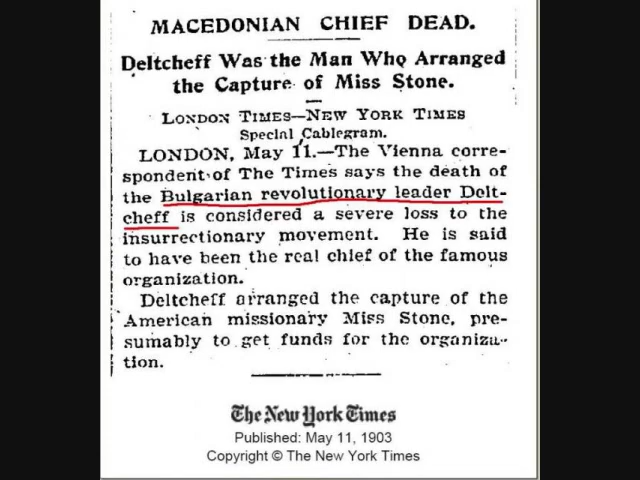 MACEDONIAN CHIEF DEAD.
Deltcheff Was the Man Who Arranged
the Capture of Miss Stone.
LONDON TIMES—NEW YORK TIMES
Special Cablegram.
LONDON, May 11.—The Vienna corre-
spondent of The Times says the death of
the Bulgarian revolutionary leader Delt-
cheff is considered a severe loss to the
insurrectionary movement. He is said
to have been the real chief of the famous
organization.
Deltcheff arranged the capture of the
American missionary Miss Stone, pre-
sumably to get funds for the organiza-
tion.
The New York Times
Published: May 11, 1903
Copyright © The New York Times